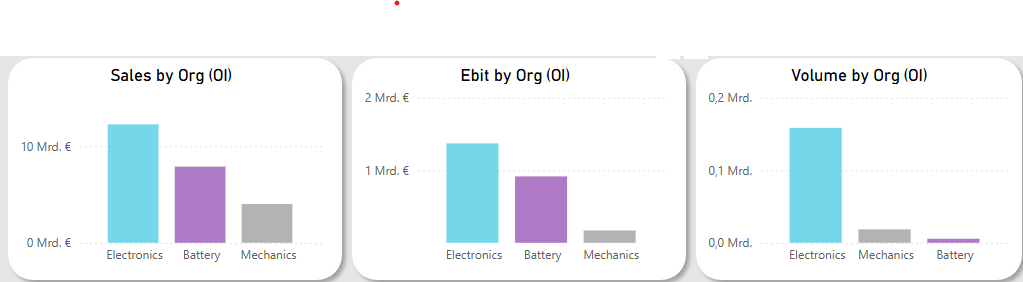 Sales by Org (OI)
10 Mrd. €
0 Mrd. €
Electronics
Battery
Mechanics
Ebit by Org (OI)
2 Mrd. €
1 Mrd. €
Electronics
Battery
Mechanics
Volume by Org (OI)
0,2 Mrd.
0,1 Mrd.
0,0 Mrd.
Electronics
Mechanics
Battery